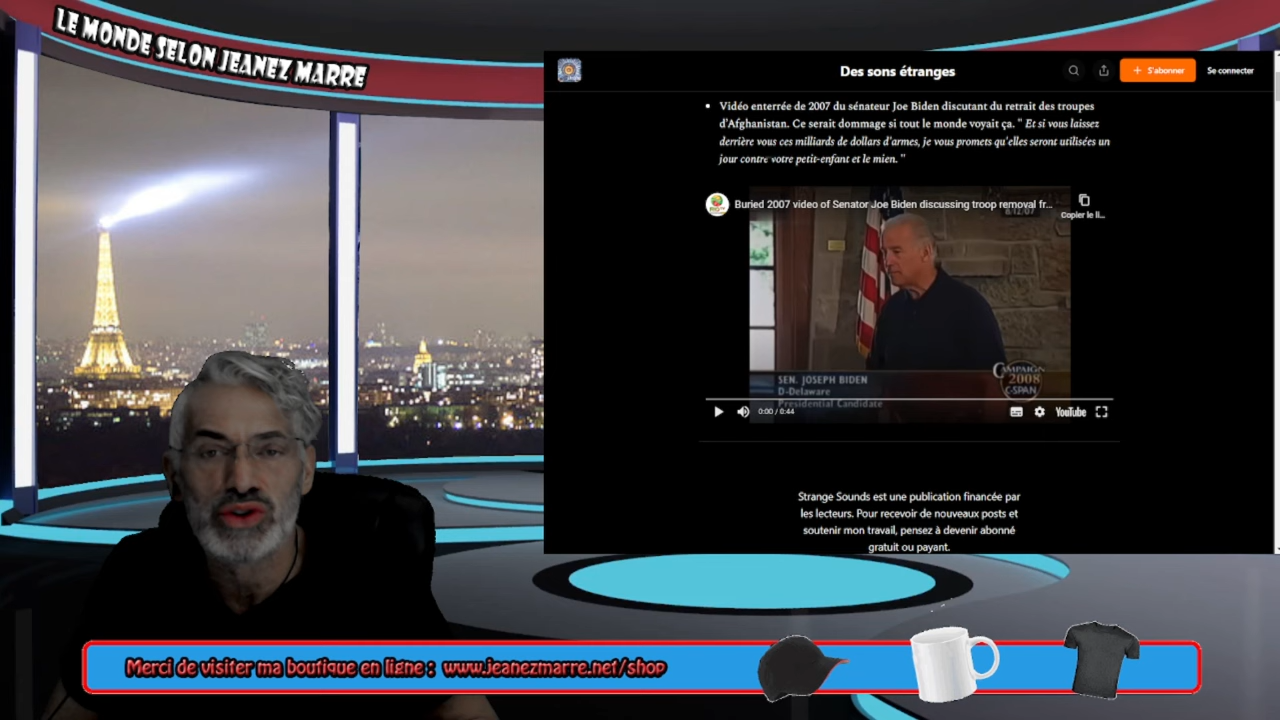 LE MONDE SELON JEANEZ MARRE
Des sons étranges
+ S'abonner
Se connecter
• Vidéo enterrée de 2007 du sénateur Joe Biden discutant du retrait des troupes
d'Afghanistan. Ce serait dommage si tout le monde voyait ça. " Et si vous laissez
derrière vous ces milliards de dollars d'armes, je vous promets qu'elles seront utilisées un
jour contre votre petit-enfant et le mien. "
Buried 2007 video of Senator Joe Biden discussing troop removal fr...
Copier le li...
8/12/07
SEN. JOSEPH BIDEN
D-Delaware
Presidential Candidate
CAMPAIGN
2008
C-SPAN
0:00 / 0:44
YouTube
Strange Sounds est une publication financée par
les lecteurs. Pour recevoir de nouveaux posts et
soutenir mon travail, pensez à devenir abonné
gratuit ou payant.
Merci de visiter ma boutique en ligne : www.jeanezmarre.net/shop